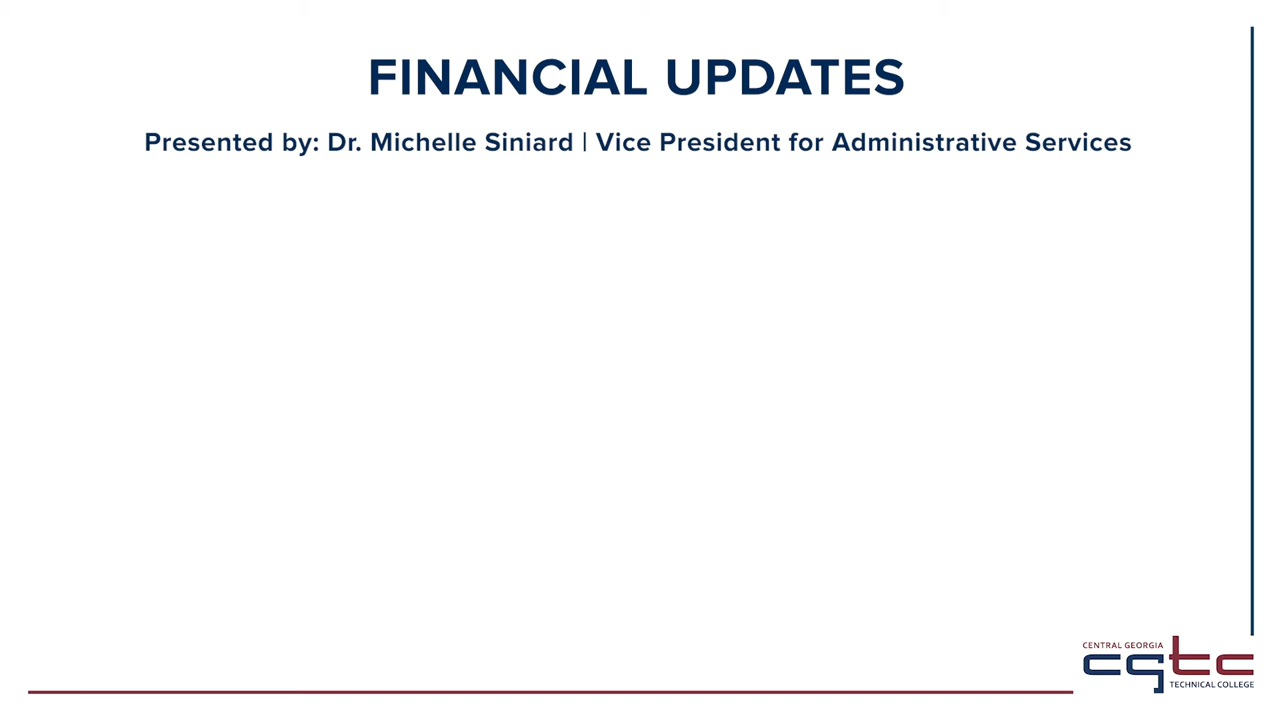 FINANCIAL UPDATES
Presented by: Dr. Michelle Siniard | Vice President for Administrative Services
CENTRAL GEORGIA
cgtc
TECHNICAL COLLEGE